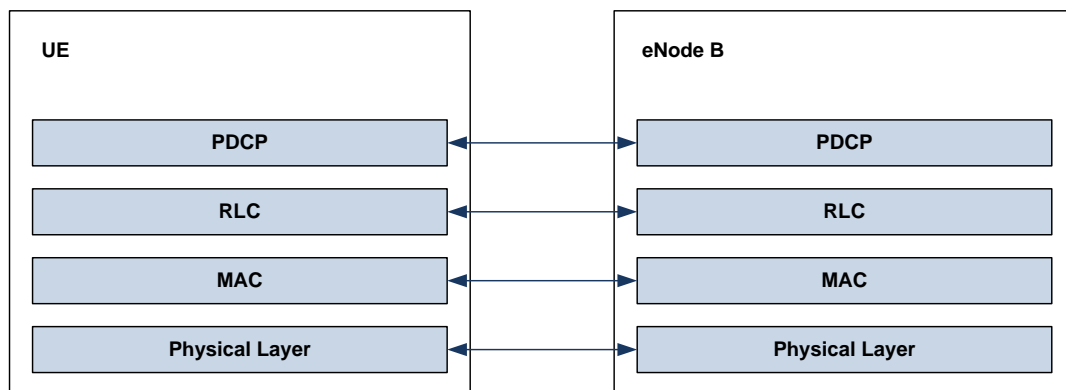 UE
eNode B
PDCP
PDCP
RLC
RLC
MAC
MAC
Physical Layer
Physical Layer